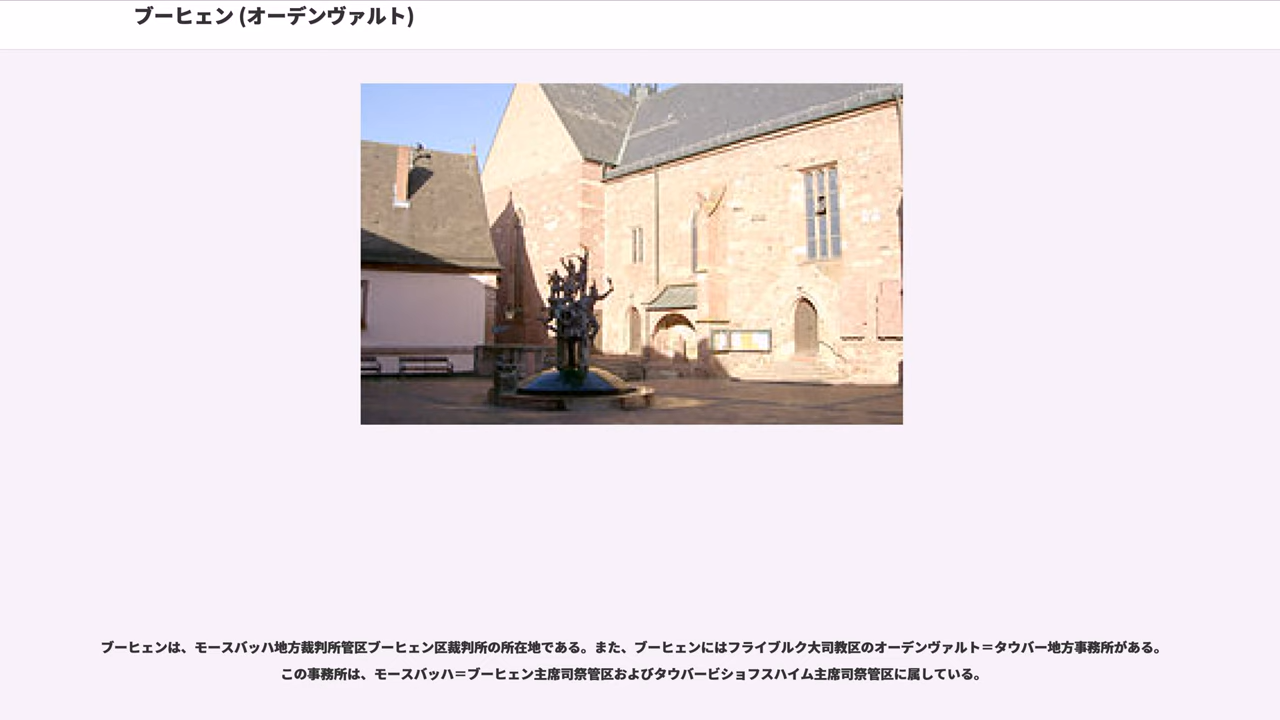 ブーヒェン (オーデンヴァルト)
ブーヒェンは、モースバッハ地方裁判所管区ブーヒェン区裁判所の所在地である。また、ブーヒェンにはフライブルク大司教区のオーデンヴァルト＝タウバー地方事務所がある。
この事務所は、モースバッハ＝ブーヒェン主席司祭管区およびタウバービショフスハイム主席司祭管区に属している。